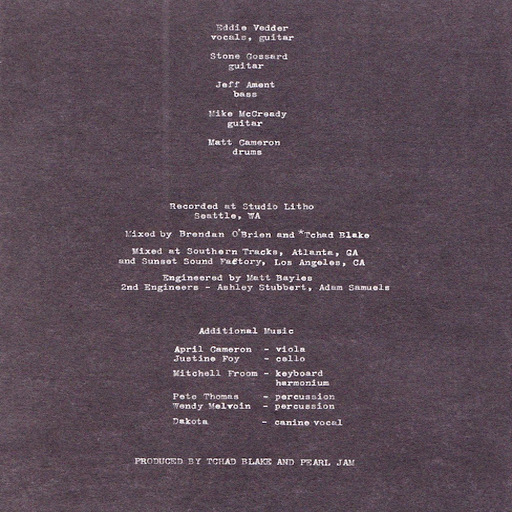 Eddie Vedder
vocals, guitar
Stone Gossard
guitar
Jeff Ament
bass
Mike McCready
guitar
Matt Cameron
drums
Recorded at Studio Litho
Seattle, WA
Mixed by Brendan O'Brien and *Tchad Blake
Mixed at Southern Tracks, Atlanta, GA
and Sunset Sound Factory, Los Angeles, CA
Engineered by Matt Bayles
2nd Engineers - Ashley Stubbert, Adam Samuels
Additional Music
April Cameron - viola
Justine Foy - cello
Mitchell Froom - keyboard
harmonium
Pete Thomas - percussion
Wendy Melvoin - percussion
Dakota - canine vocal
PRODUCED BY TCHAD BLAKE AND PEARL JAM